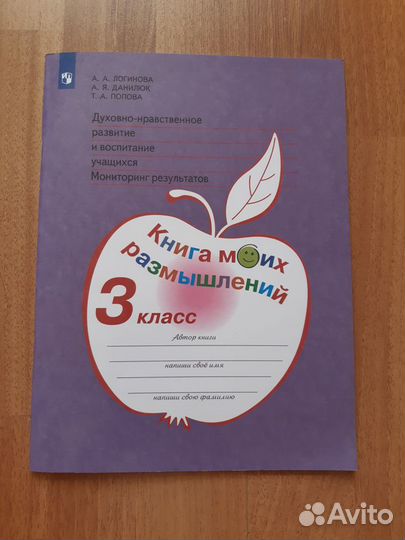 А. А. ЛОГИНОВА
А. Я. ДАНИЛЮК
Т. А. ПОПОВА
Духовно-нравственное
развитие
и воспитание
учащихся
Мониторинг результатов
Книга моих
размышлений
3 класс
Автор книги
напиши своё имя
напиши свою фамилию
Avito